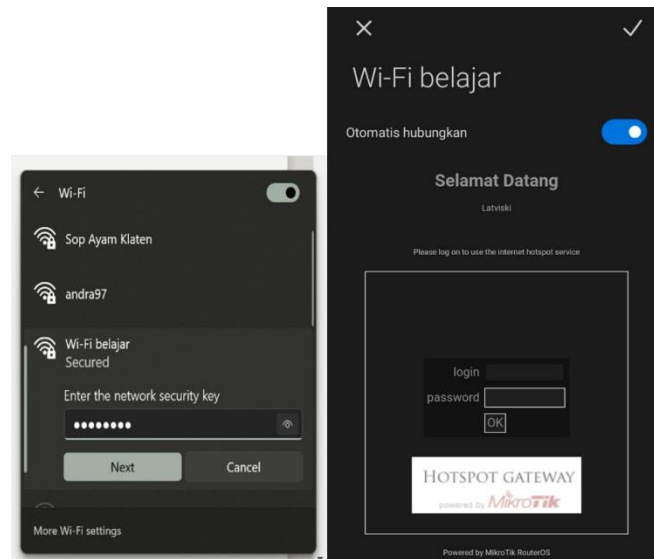 Wi-Fi
Sop Ayam Klaten
andra97
Wi-Fi belajar
Secured
Enter the network security key
Next
Cancel
More Wi-Fi settings
Wi-Fi belajar
Otomatis hubungkan
Selamat Datang
Latviski
Please log on to use the internet hotspot service
login
password
OK
HOTSPOT GATEWAY
powered by MikroTik
Powered by MikroTik RouterOS